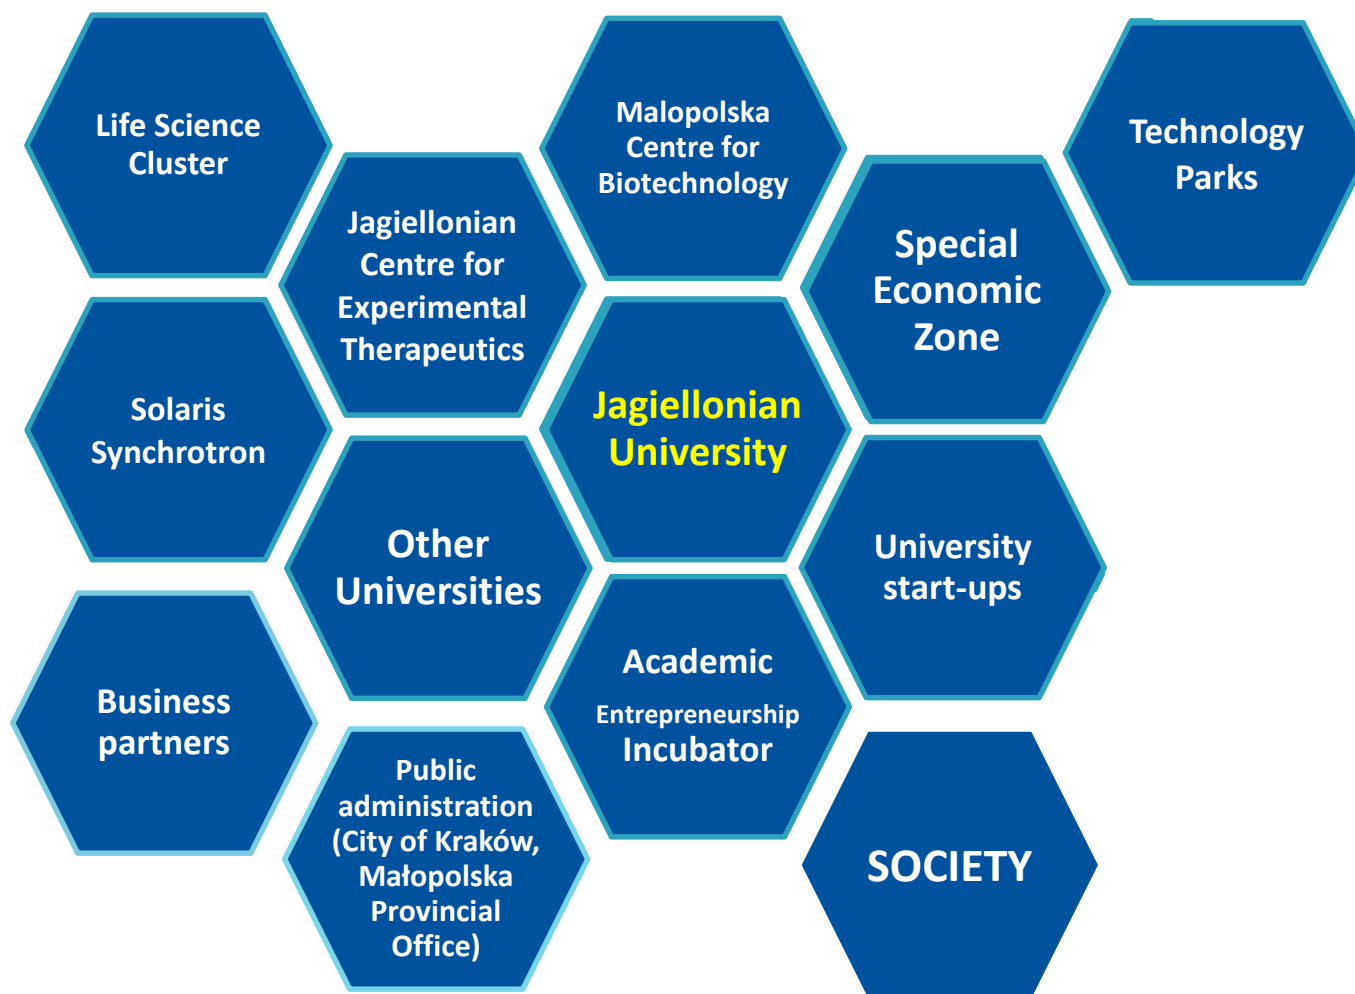 Life Science
Cluster
Malopolska
Centre for
Biotechnology
Technology
Parks
Jagiellonian
Centre for
Experimental
Therapeutics
Special
Economic
Zone
Solaris
Synchrotron
Jagiellonian
University
Other
Universities
University
start-ups
Business
partners
Academic
Entrepreneurship
Incubator
Public
administration
(City of Kraków,
Małopolska
Provincial
Office)
SOCIETY